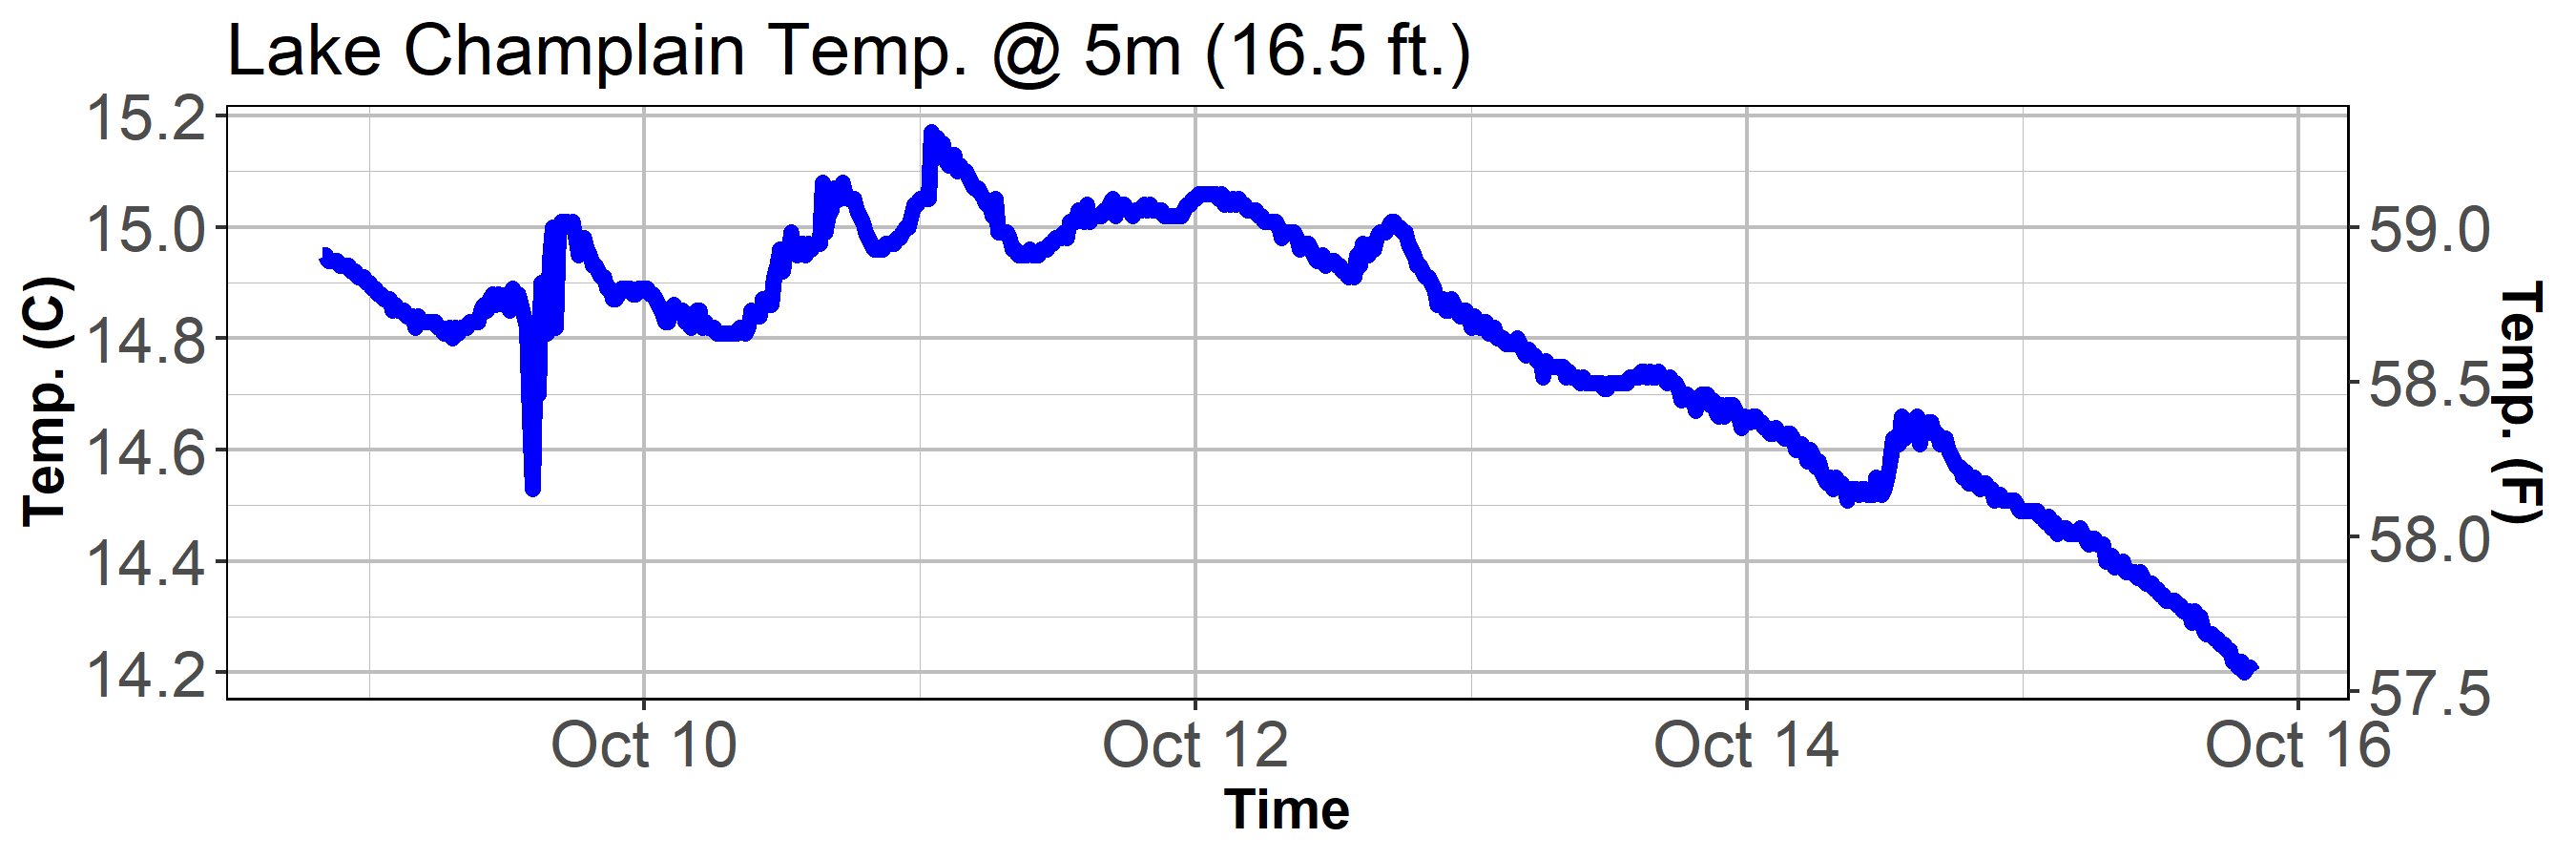 Lake Champlain Temp. @ 5m (16.5 ft.)
Temp. (C)
15.2
15.0
14.8
14.6
14.4
14.2
59.0
58.5
58.0
57.5
Temp. (F)
Oct 10 Oct 12 Oct 14 Oct 16
Time